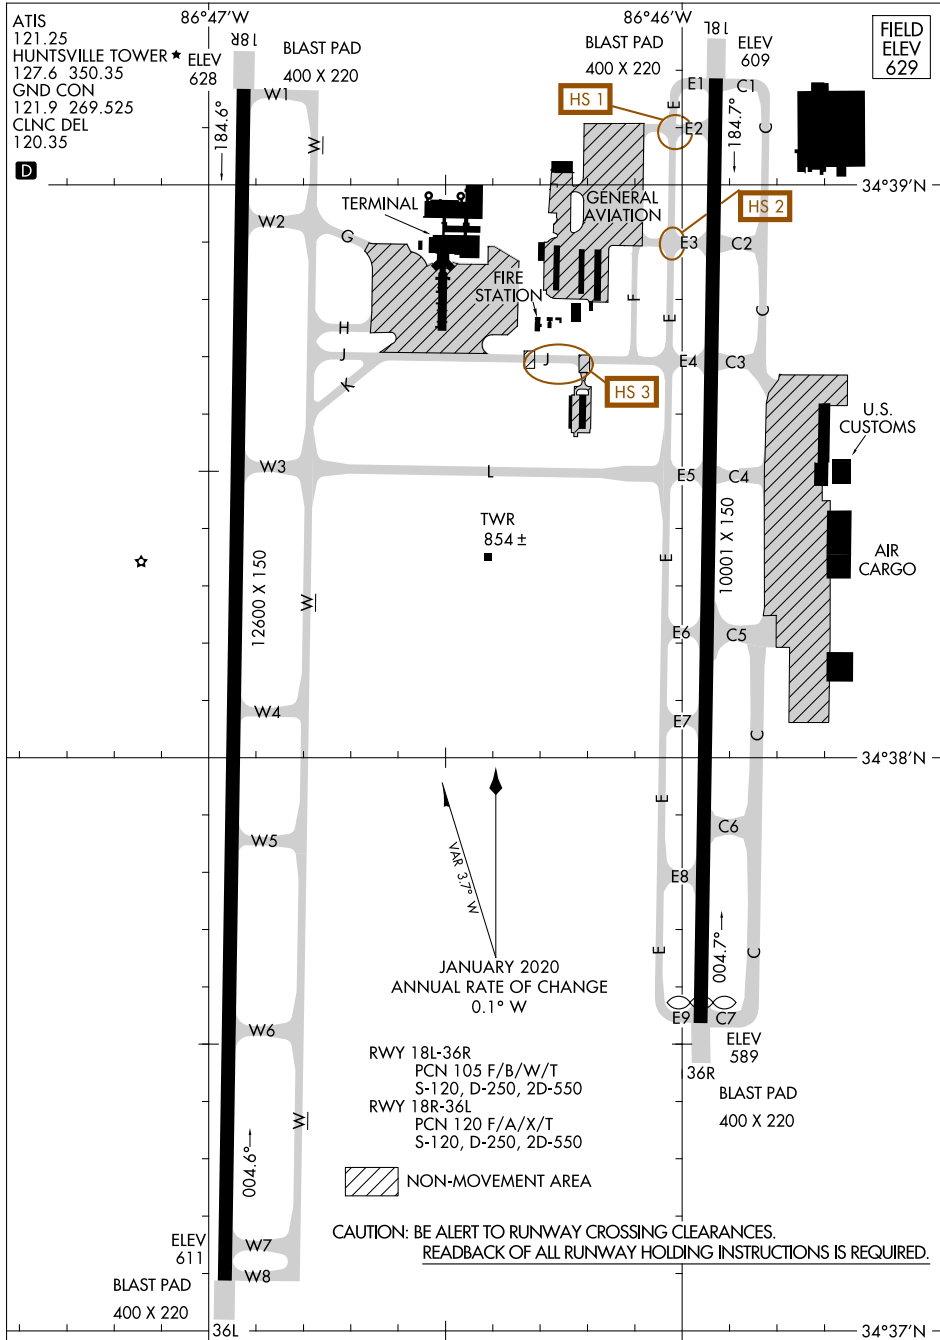 ATIS
121.25
HUNTSVILLE TOWER ★
127.6 350.35
GND CON
121.9 269.525
CLNC DEL
120.35
D
86°47'W
86°46'W
18R
ELEV
628
BLAST PAD
400 X 220
BLAST PAD
400 X 220
18L
ELEV
609
FIELD
ELEV
629
W1
184.6°
W
HS 1
E1
E
E2
C1
C
184.7°
34°39'N
HS 2
TERMINAL
GENERAL
AVIATION
W2
G
E3
C2
FIRE
STATION
F
E
C
H
J
J
E4
C3
K
HS 3
U.S.
CUSTOMS
W3
L
E5
C4
TWR
854 ±
12600 X 150
10001 X 150
E
AIR
CARGO
W
E6
C5
W4
E7
C
34°38'N
E
W5
C6
VAR 3.7° W
E8
004.7°
E
C
JANUARY 2020
ANNUAL RATE OF CHANGE
0.1° W
W6
E9
C7
ELEV
589
36R
BLAST PAD
400 X 220
RWY 18L-36R
PCN 105 F/B/W/T
S-120, D-250, 2D-550
RWY 18R-36L
PCN 120 F/A/X/T
S-120, D-250, 2D-550
W
004.6°
NON-MOVEMENT AREA
CAUTION: BE ALERT TO RUNWAY CROSSING CLEARANCES.
READBACK OF ALL RUNWAY HOLDING INSTRUCTIONS IS REQUIRED.
ELEV
611
W7
W8
BLAST PAD
400 X 220
36L
34°37'N